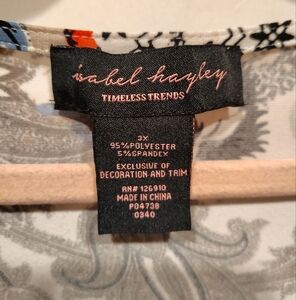 isabel hayley
TIMELESS TRENDS
3X
95%POLYESTER
5%SPANDEX
EXCLUSIVE OF
DECORATION AND TRIM
RN# 126910
MADE IN CHINA
P04738
0340